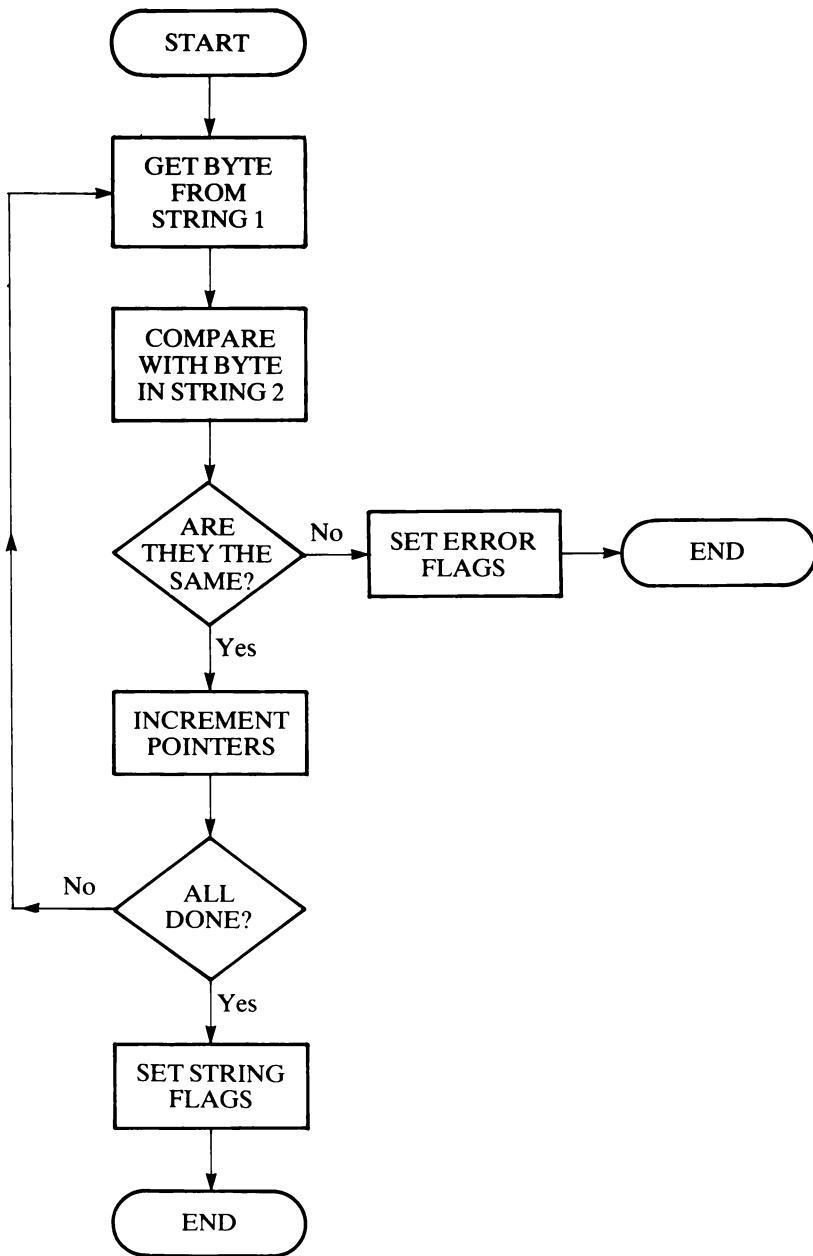 START
GET BYTE
FROM
STRING 1
COMPARE
WITH BYTE
IN STRING 2
ARE
THEY THE
SAME?
No
SET ERROR
FLAGS
END
Yes
INCREMENT
POINTERS
ALL
DONE?
No
Yes
SET STRING
FLAGS
END